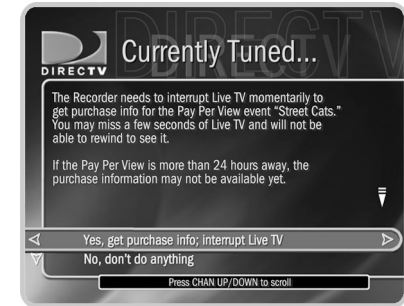 DIRECTV
Currently Tuned...
The Recorder needs to interrupt Live TV momentarily to
get purchase info for the Pay Per View event “Street Cats.”
You may miss a few seconds of Live TV and will not be
able to rewind to see it.
If the Pay Per View is more than 24 hours away, the
purchase information may not be available yet.
Yes, get purchase info; interrupt Live TV
No, don't do anything
Press CHAN UP/DOWN to scroll